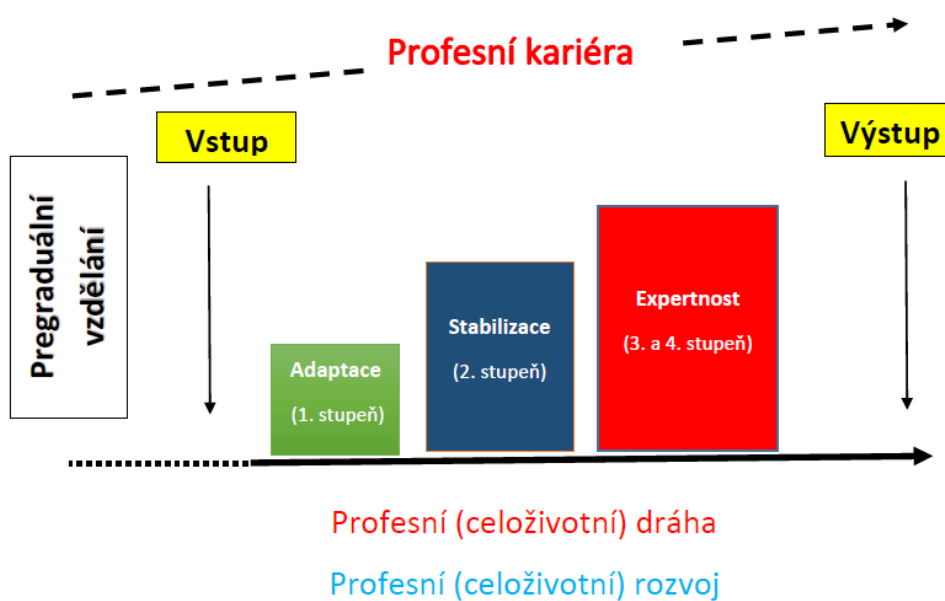 Profesní kariéra
Vstup
Výstup
Pregraduální
vzdělání
Adaptace
(1. stupeň)
Stabilizace
(2. stupeň)
Expertnost
(3. a 4. stupeň)
Profesní (celoživotní) dráha
Profesní (celoživotní) rozvoj